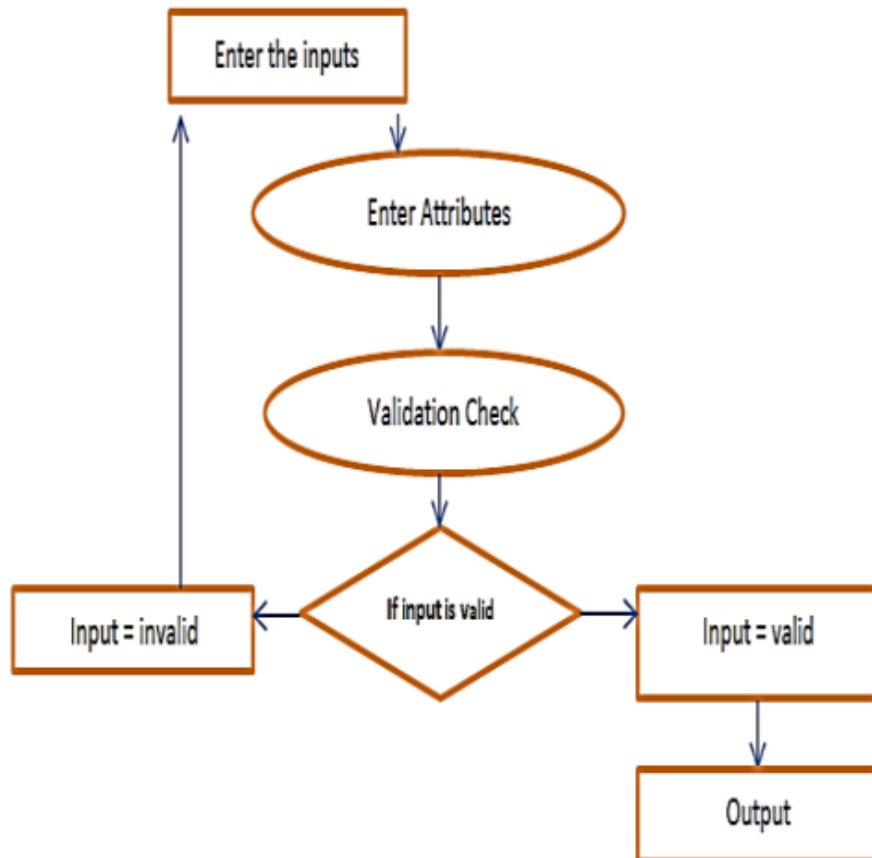 Enter the inputs
Enter Attributes
Validation Check
If input is valid
Input = invalid
Input = valid
Output